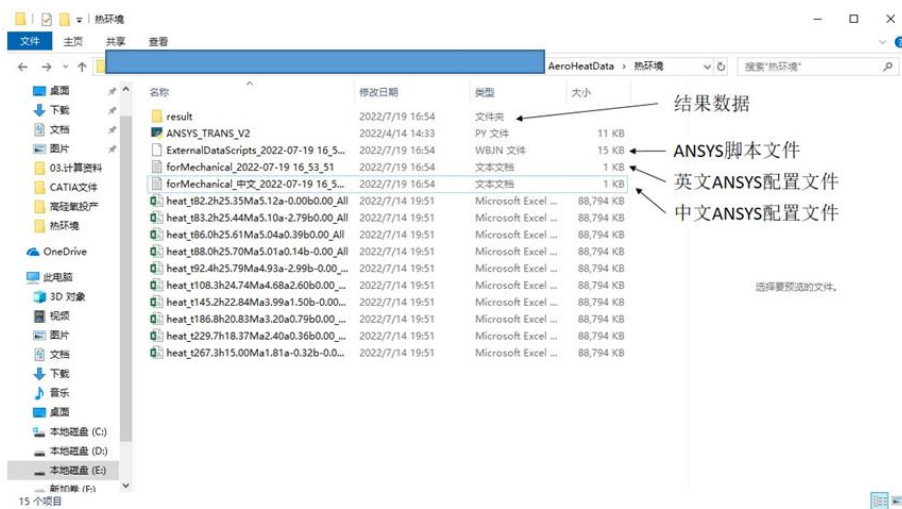 热环境
文件 主页 共享 查看
AeroHeatData › 热环境 搜索"热环境"
桌面
下载
文档
图片
03.计算资料
CATIA文件
高硅氧投产
热环境
OneDrive
此电脑
3D 对象
视频
图片
文档
下载
音乐
桌面
本地磁盘 (C:)
本地磁盘 (D:)
本地磁盘 (E:)
新加卷 (F:)
名称 修改日期 类型 大小
result 2022/7/19 16:54 文件夹
ANSYS_TRANS_V2 2022/4/14 14:33 PY 文件 11 KB
ExternalDataScripts_2022-07-19 16_5... 2022/7/19 16:54 WBJN 文件 15 KB
forMechanical_2022-07-19 16_53_51 2022/7/19 16:54 文本文档 1 KB
forMechanical_中文_2022-07-19 16_5... 2022/7/19 16:54 文本文档 1 KB
heat_t82.2h25.35Ma5.12a-0.00b0.00_All 2022/7/14 19:51 Microsoft Excel ... 88,794 KB
heat_t83.2h25.44Ma5.10a-2.79b0.00_All 2022/7/14 19:51 Microsoft Excel ... 88,794 KB
heat_t86.0h25.61Ma5.04a0.39b0.00_All 2022/7/14 19:51 Microsoft Excel ... 88,794 KB
heat_t88.0h25.70Ma5.01a0.14b-0.00_All 2022/7/14 19:51 Microsoft Excel ... 88,794 KB
heat_t92.4h25.79Ma4.93a-2.99b-0.00_... 2022/7/14 19:51 Microsoft Excel ... 88,794 KB
heat_t108.3h24.74Ma4.68a2.60b0.00_... 2022/7/14 19:51 Microsoft Excel ... 88,794 KB
heat_t145.2h22.84Ma3.99a1.50b-0.00... 2022/7/14 19:51 Microsoft Excel ... 88,794 KB
heat_t186.8h20.83Ma3.20a0.79b0.00_... 2022/7/14 19:51 Microsoft Excel ... 88,794 KB
heat_t229.7h18.37Ma2.40a0.36b0.00_... 2022/7/14 19:51 Microsoft Excel ... 88,794 KB
heat_t267.3h15.00Ma1.81a-0.32b-0.0... 2022/7/14 19:51 Microsoft Excel ... 88,794 KB
结果数据
ANSYS脚本文件
英文ANSYS配置文件
中文ANSYS配置文件
选择要预览的文件。
15 个项目